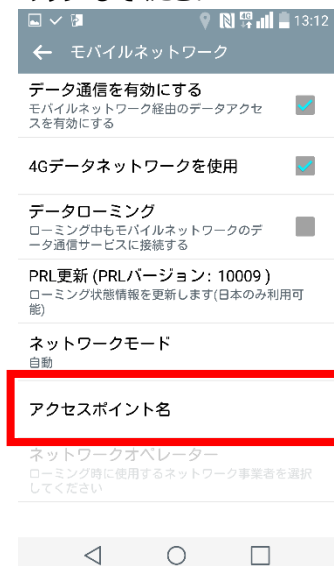 13:12
モバイルネットワーク
データ通信を有効にする
モバイルネットワーク経由のデータアクセ
スを有効にする
4Gデータネットワークを使用
データローミング
ローミング中もモバイルネットワークのデ
ータ通信サービスに接続する
PRL更新 (PRLバージョン: 10009 )
ローミング状態情報を更新します(日本のみ利用可
能)
ネットワークモード
自動
アクセスポイント名
ネットワークオペレーター
ローミング時に使用するネットワーク事業者を選択
してください